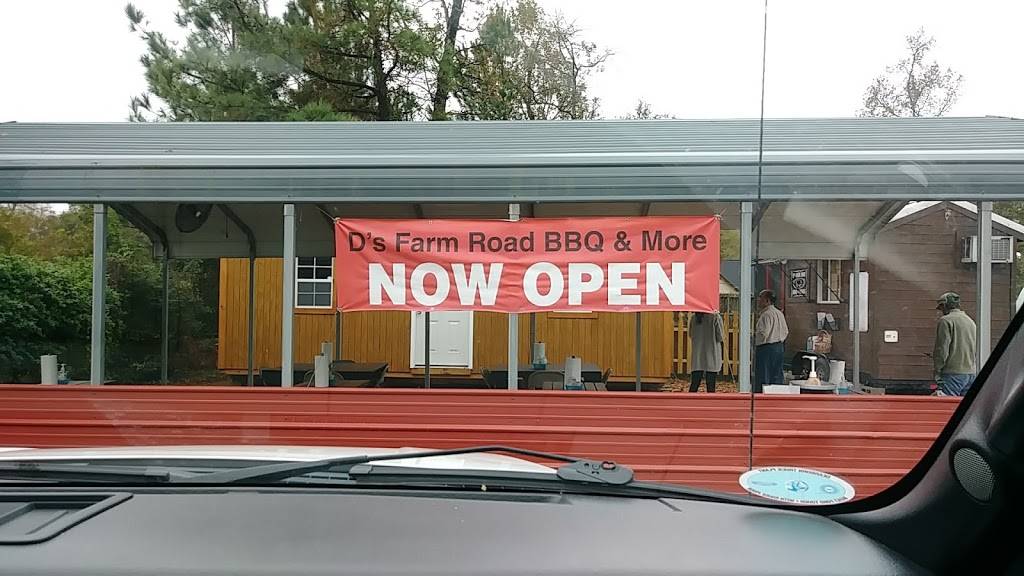 D's Farm Road BBQ & More
NOW OPEN